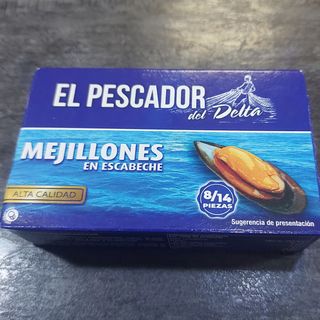 EL PESCADOR
del Delta
MEJILLONES
EN ESCABECHE
ALTA CALIDAD
8/14
PIEZAS
Sugerencia de presentación